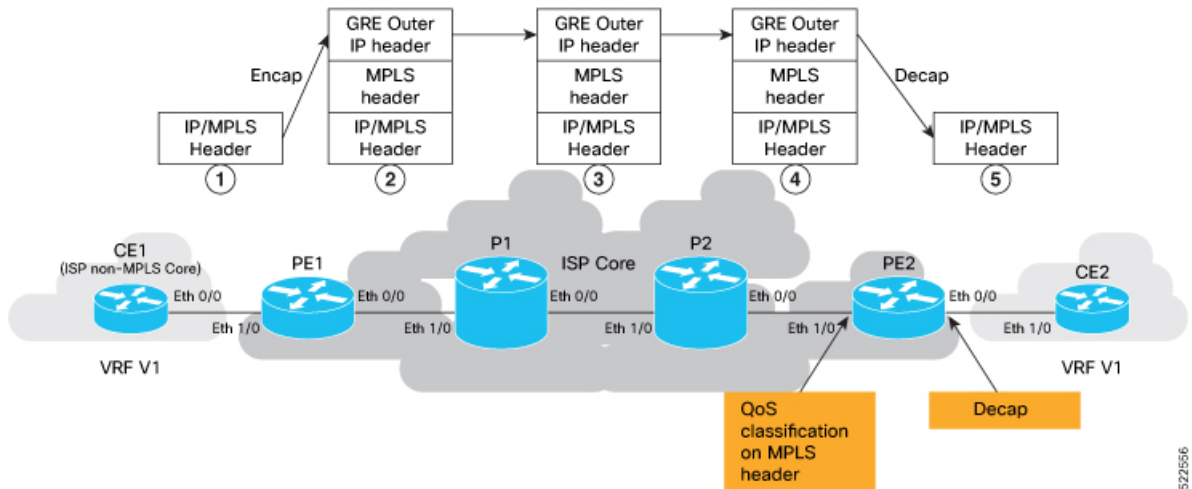 GRE Outer
IP header
GRE Outer
IP header
GRE Outer
IP header
Encap
MPLS
header
MPLS
header
MPLS
header
Decap
IP/MPLS
Header
IP/MPLS
Header
IP/MPLS
Header
IP/MPLS
Header
IP/MPLS
Header
1
2
3
4
5
CE1
(ISP non-MPLS Core)
PE1
P1
ISP Core
P2
PE2
CE2
Eth 0/0
Eth 1/0
Eth 0/0
Eth 1/0
Eth 0/0
Eth 1/0
Eth 0/0
Eth 1/0?
Eth 0/0
Eth 1/0
VRF V1
VRF V1
QoS
classification
on MPLS
header
Decap
522556